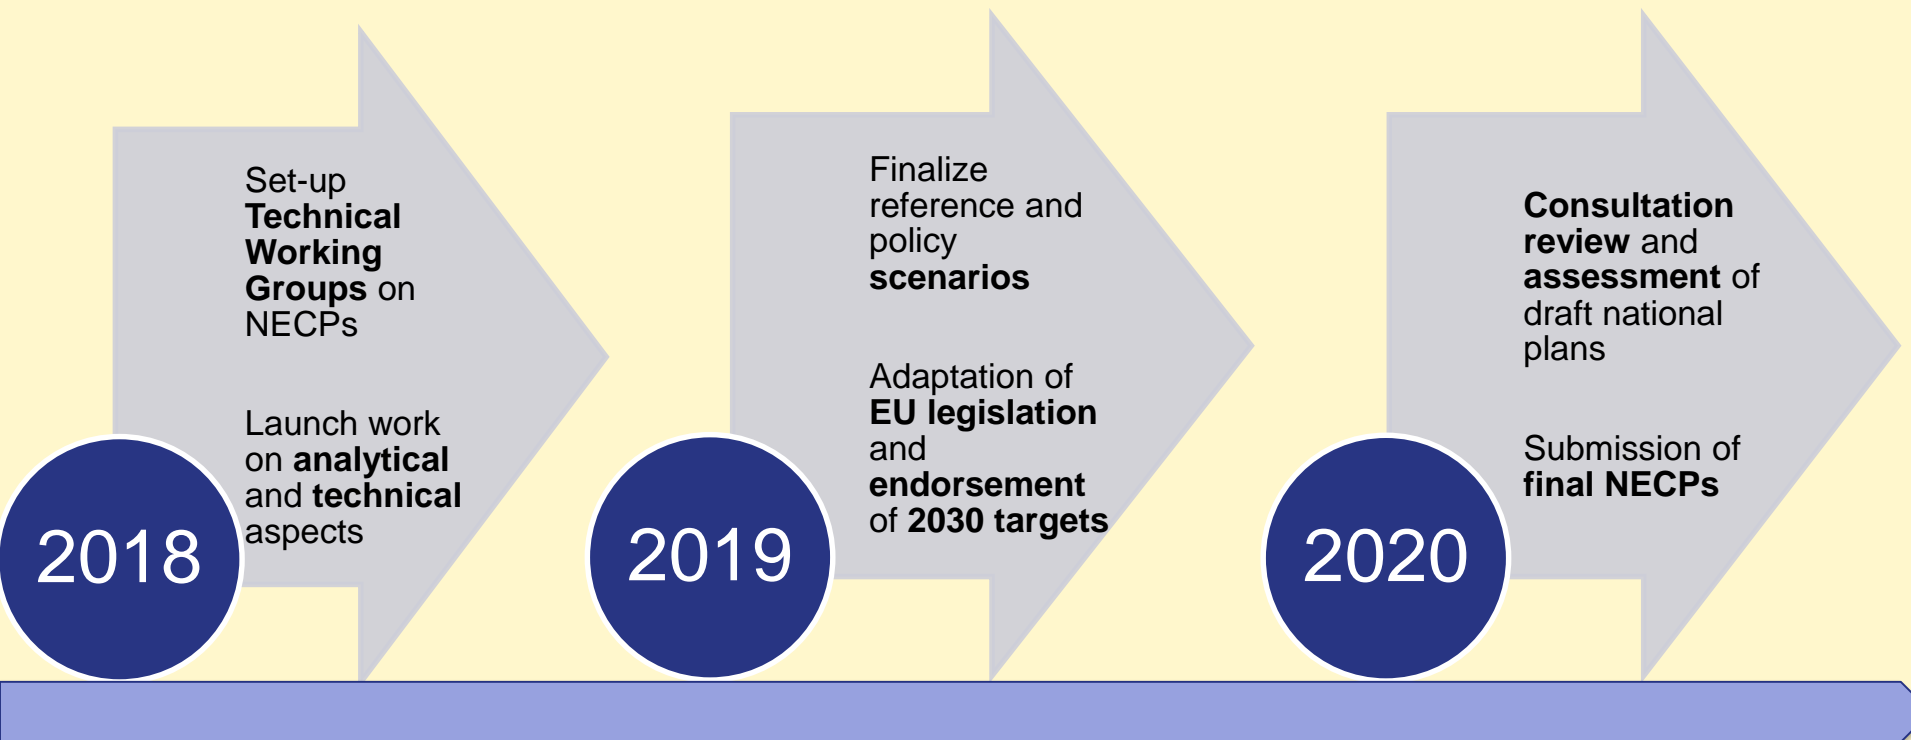 Set-up
Technical
Working
Groups on
NECPs
Launch work
on analytical
and technical
aspects
2018
Finalize
reference and
policy
scenarios
Adaptation of
EU legislation
and
endorsement
of 2030 targets
2019
Consultation
review and
assessment of
draft national
plans
Submission of
final NECPs
2020